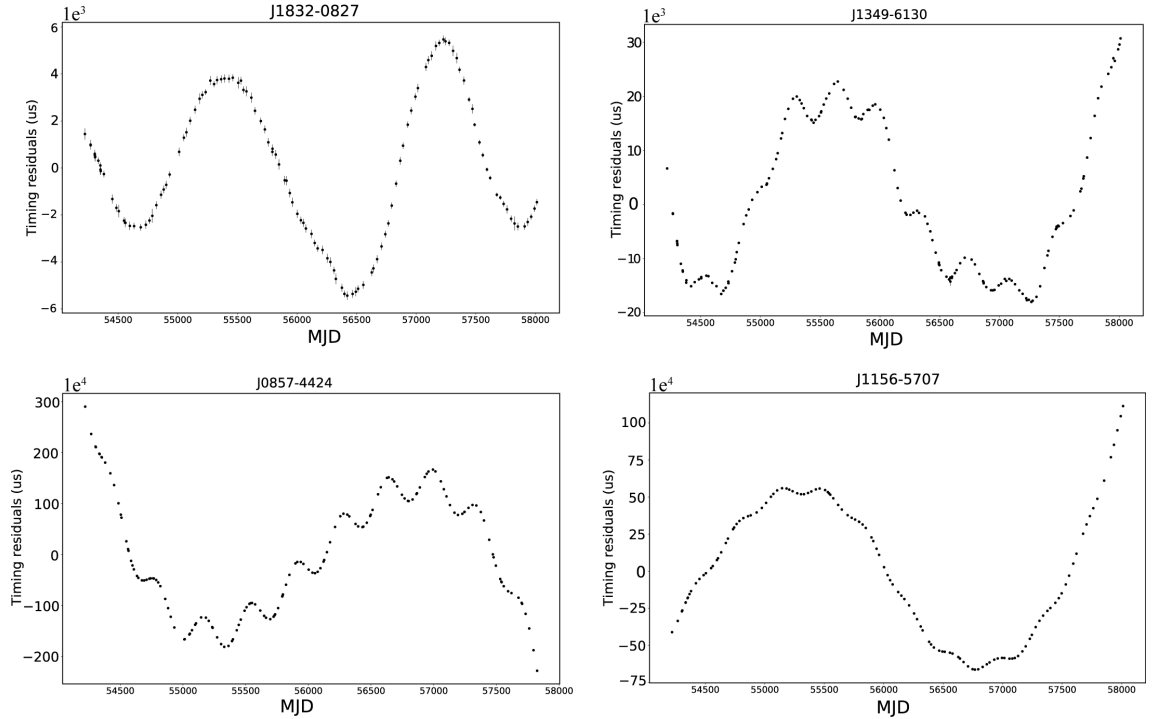 1e³
J1832-0827
6
4
2
0
−2
−4
−6
Timing residuals (us)
54500 55000 55500 56000 56500 57000 57500 58000
MJD
1e³
J1349-6130
30
20
10
0
−10
−20
Timing residuals (us)
54500 55000 55500 56000 56500 57000 57500 58000
MJD
1e⁴
J0857-4424
300
200
100
0
−100
−200
Timing residuals (us)
54500 55000 55500 56000 56500 57000 57500 58000
MJD
1e⁴
J1156-5707
100
75
50
25
0
−25
−50
−75
Timing residuals (us)
54500 55000 55500 56000 56500 57000 57500 58000
MJD